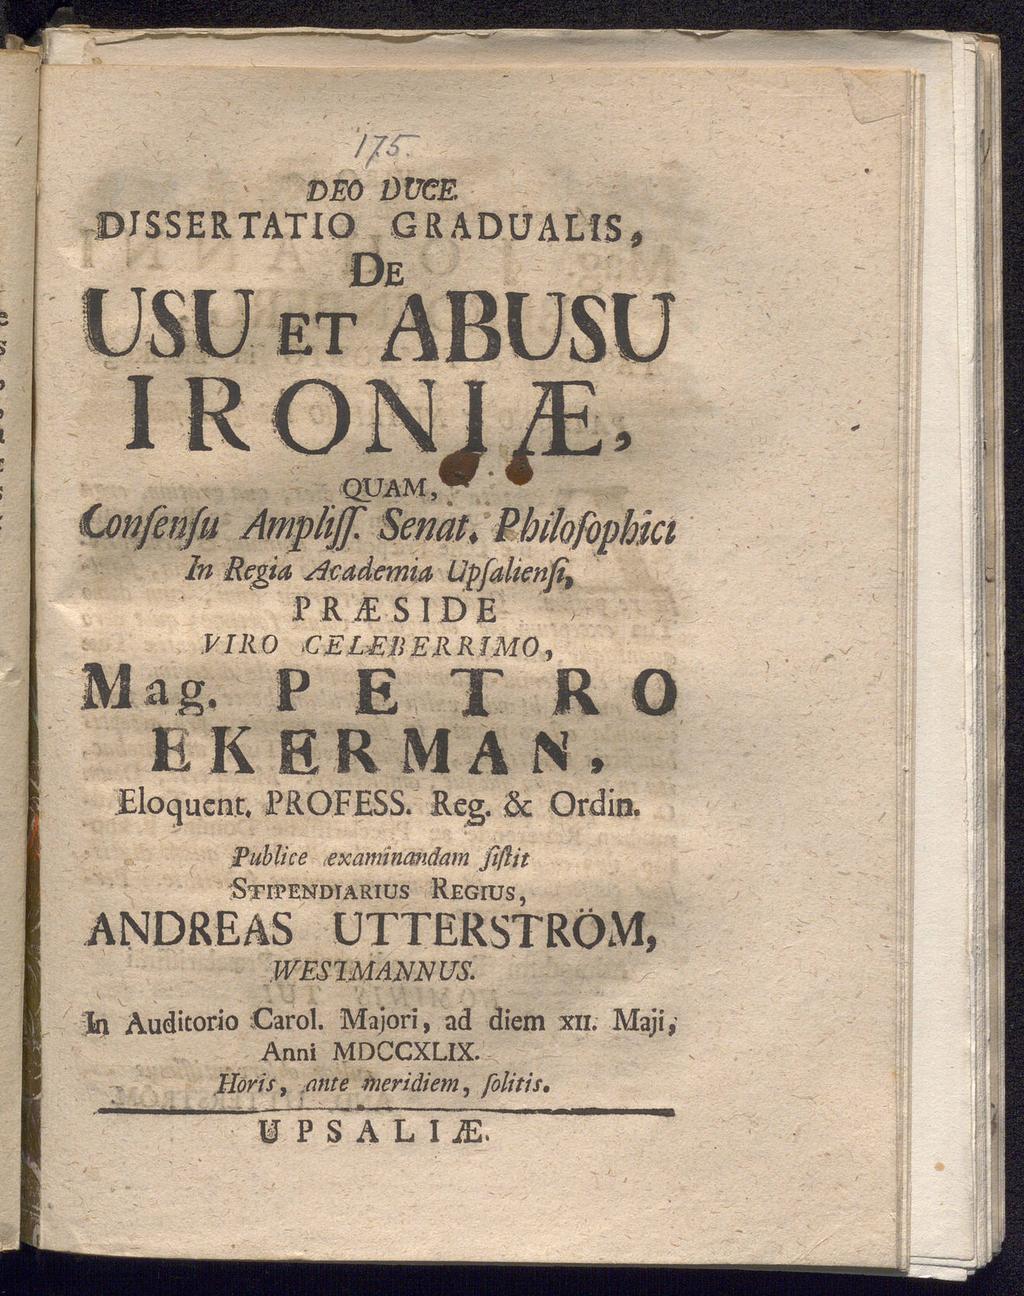 175.
DEO DUCE.
DISSERTATIO GRADUALIS,
DE
USU ET ABUSU
IRONIÆ,
QUAM,
Conſenſu Ampliſſ. Senat. Philoſophici
In Regia Academia Upſalienſi,
PRÆSIDE
VIRO CELEBERRIMO,
Mag. PETRO
EKERMAN,
Eloquent. PROFESS. Reg. & Ordin.
Publice examinandam ſiſtit
STIPENDIARIUS REGIUS,
ANDREAS UTTERSTRÖM,
WESTMANNUS.
In Auditorio Carol. Majori, ad diem XII. Maji,
Anni MDCCXLIX.
Horis, ante meridiem, ſolitis.
UPSALIÆ.